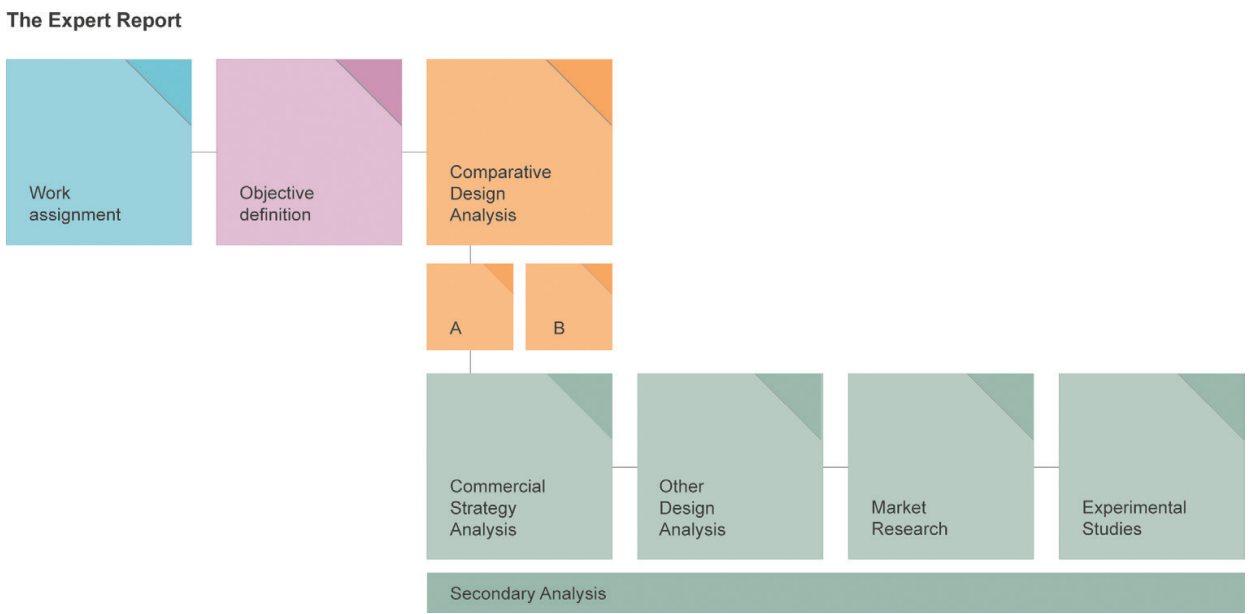 The Expert Report
Work
assignment
Objective
definition
Comparative
Design
Analysis
A
B
Commercial
Strategy
Analysis
Other
Design
Analysis
Market
Research
Experimental
Studies
Secondary Analysis